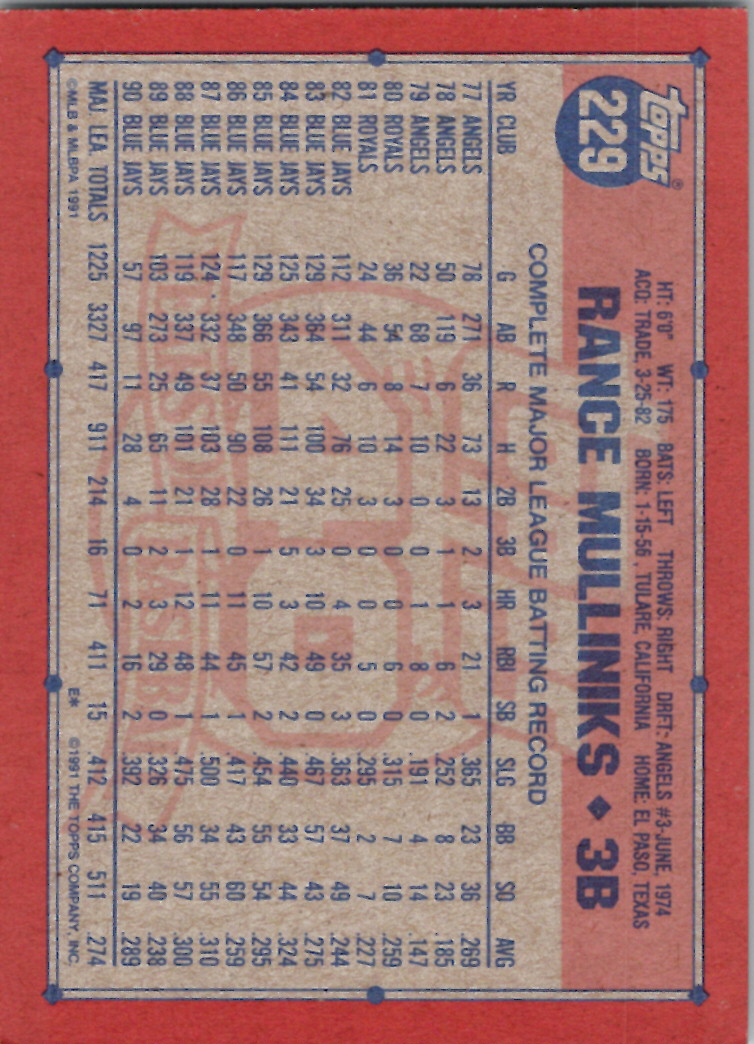 Topps®
229
HT: 6'0" WT: 175 BATS: LEFT THROWS: RIGHT DRFT: ANGELS #3-JUNE, 1974
ACQ: TRADE, 3-25-82 BORN: 1-15-56, TULARE, CALIFORNIA HOME: EL PASO, TEXAS
RANCE MULLINIKS ♦ 3B
COMPLETE MAJOR LEAGUE BATTING RECORD
YR CLUB G AB R H 2B 3B HR RBI SB SLG BB SO AVG
77 ANGELS 78 271 36 73 13 2 3 21 1 .365 23 36 .269
78 ANGELS 50 119 6 22 3 1 1 6 2 .252 8 23 .185
79 ANGELS 22 68 7 10 0 0 1 8 0 .191 4 14 .147
80 ROYALS 36 54 8 14 3 0 0 6 0 .315 7 10 .259
81 ROYALS 24 44 6 10 3 0 0 5 0 .295 2 7 .227
82 BLUE JAYS 112 311 32 76 25 0 4 35 3 .363 37 49 .244
83 BLUE JAYS 129 364 54 100 34 3 10 49 0 .467 57 43 .275
84 BLUE JAYS 125 343 41 111 21 5 3 42 2 .440 33 44 .324
85 BLUE JAYS 129 366 55 108 26 1 10 57 2 .454 55 54 .295
86 BLUE JAYS 117 348 50 90 22 0 11 45 1 .417 43 60 .259
87 BLUE JAYS 124 332 37 103 28 1 11 44 1 .500 34 55 .310
88 BLUE JAYS 119 337 49 101 21 1 12 48 1 .475 56 57 .300
89 BLUE JAYS 103 273 25 65 11 2 3 29 0 .326 34 40 .238
90 BLUE JAYS 57 97 11 28 4 0 2 16 2 .392 22 19 .289
MAJ. LEA. TOTALS 1225 3327 417 911 214 16 71 411 15 .412 415 511 .274
©MLB & MLBPA 1991 E* ©1991 THE TOPPS COMPANY, INC.